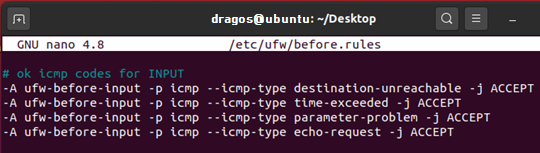 dragos@ubuntu: ~/Desktop
GNU nano 4.8 /etc/ufw/before.rules
# ok icmp codes for INPUT
-A ufw-before-input -p icmp --icmp-type destination-unreachable -j ACCEPT
-A ufw-before-input -p icmp --icmp-type time-exceeded -j ACCEPT
-A ufw-before-input -p icmp --icmp-type parameter-problem -j ACCEPT
-A ufw-before-input -p icmp --icmp-type echo-request -j ACCEPT